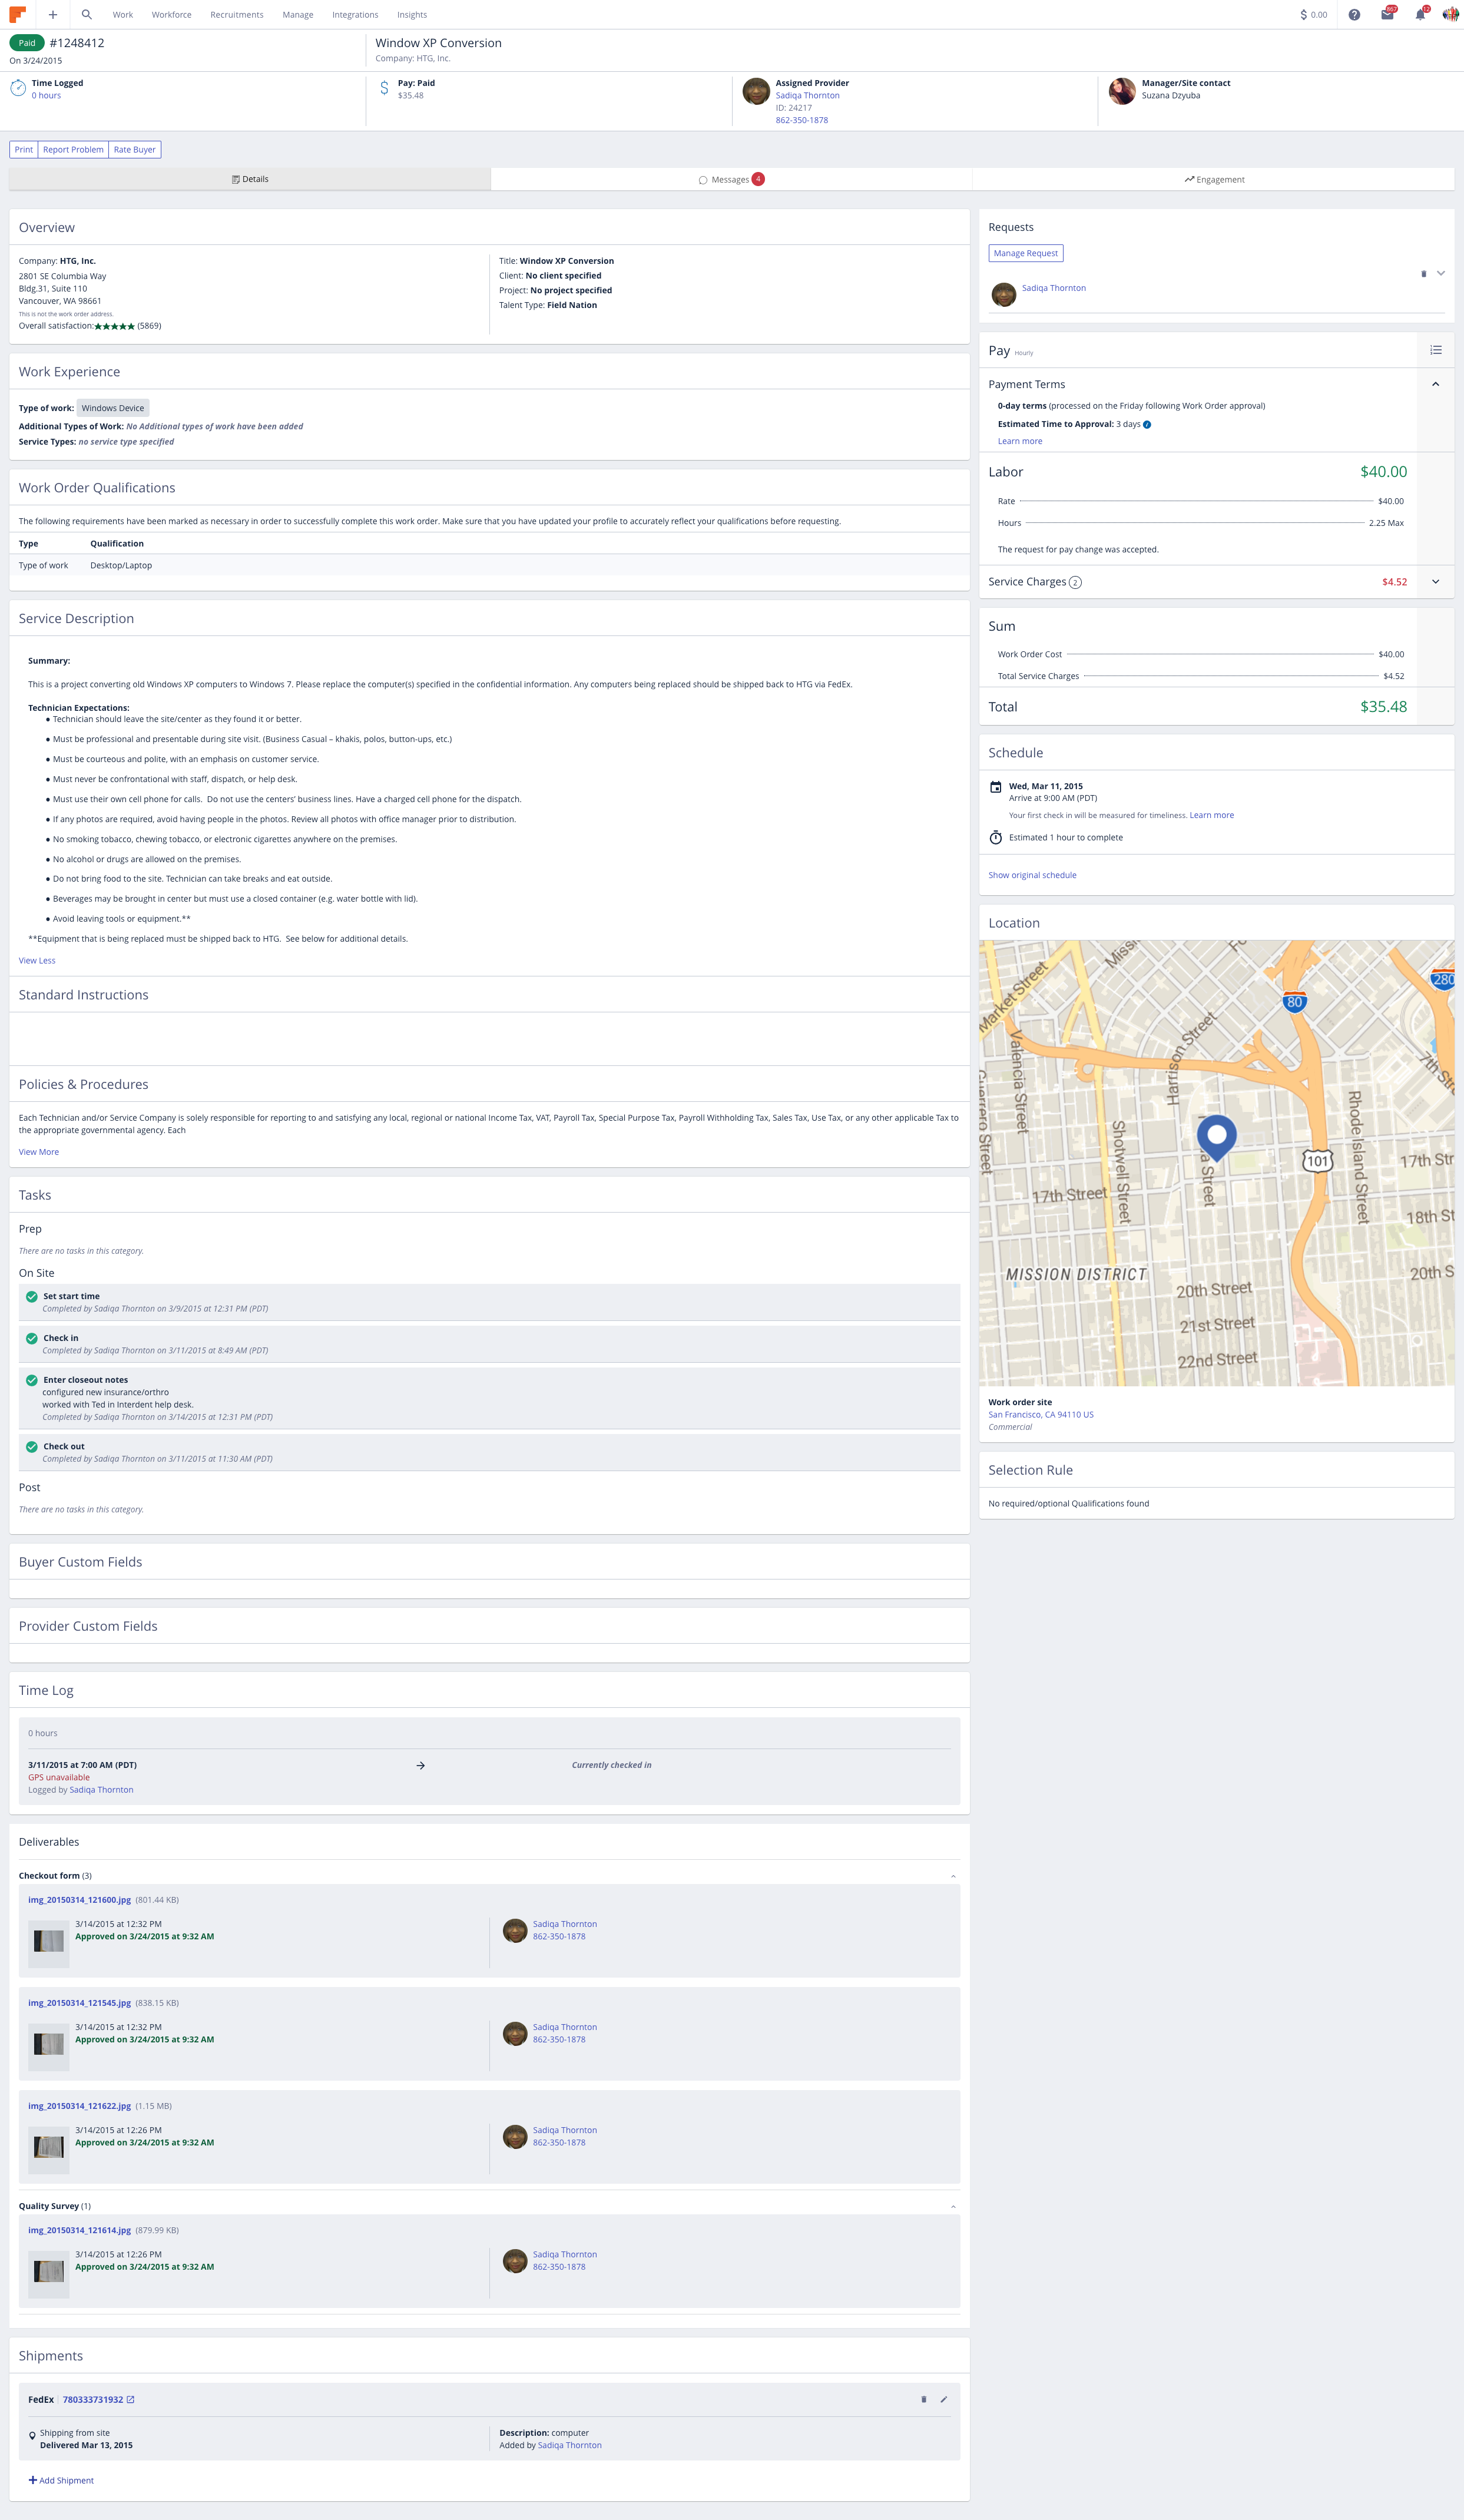 Work Workforce Recruitments Manage Integrations Insights
$ 0.00 867 12
Paid #1248412
On 3/24/2015
Window XP Conversion
Company: HTG, Inc.
Time Logged
0 hours
Pay: Paid
$35.48
Assigned Provider
Sadiqa Thornton
ID: 24217
862-350-1878
Manager/Site contact
Suzana Dzyuba
Print Report Problem Rate Buyer
Details
Messages 4
Engagement
Overview
Company: HTG, Inc.
2801 SE Columbia Way
Bldg.31, Suite 110
Vancouver, WA 98661
This is not the work order address.
Overall satisfaction:★★★★★ (5869)
Title: Window XP Conversion
Client: No client specified
Project: No project specified
Talent Type: Field Nation
Work Experience
Type of work: Windows Device
Additional Types of Work: No Additional types of work have been added
Service Types: no service type specified
Work Order Qualifications
The following requirements have been marked as necessary in order to successfully complete this work order. Make sure that you have updated your profile to accurately reflect your qualifications before requesting.
Type Qualification
Type of work Desktop/Laptop
Service Description
Summary:
This is a project converting old Windows XP computers to Windows 7. Please replace the computer(s) specified in the confidential information. Any computers being replaced should be shipped back to HTG via FedEx.
Technician Expectations:
● Technician should leave the site/center as they found it or better.
● Must be professional and presentable during site visit. (Business Casual – khakis, polos, button-ups, etc.)
● Must be courteous and polite, with an emphasis on customer service.
● Must never be confrontational with staff, dispatch, or help desk.
● Must use their own cell phone for calls.  Do not use the centers' business lines. Have a charged cell phone for the dispatch.
● If any photos are required, avoid having people in the photos. Review all photos with office manager prior to distribution.
● No smoking tobacco, chewing tobacco, or electronic cigarettes anywhere on the premises.
● No alcohol or drugs are allowed on the premises.
● Do not bring food to the site. Technician can take breaks and eat outside.
● Beverages may be brought in center but must use a closed container (e.g. water bottle with lid).
● Avoid leaving tools or equipment.**
**Equipment that is being replaced must be shipped back to HTG.  See below for additional details.
View Less
Standard Instructions
Policies & Procedures
Each Technician and/or Service Company is solely responsible for reporting to and satisfying any local, regional or national Income Tax, VAT, Payroll Tax, Special Purpose Tax, Payroll Withholding Tax, Sales Tax, Use Tax, or any other applicable Tax to
the appropriate governmental agency. Each
View More
Tasks
Prep
There are no tasks in this category.
On Site
Set start time
Completed by Sadiqa Thornton on 3/9/2015 at 12:31 PM (PDT)
Check in
Completed by Sadiqa Thornton on 3/11/2015 at 8:49 AM (PDT)
Enter closeout notes
configured new insurance/orthro
worked with Ted in Interdent help desk.
Completed by Sadiqa Thornton on 3/14/2015 at 12:31 PM (PDT)
Check out
Completed by Sadiqa Thornton on 3/11/2015 at 11:30 AM (PDT)
Post
There are no tasks in this category.
Buyer Custom Fields
Provider Custom Fields
Time Log
0 hours
3/11/2015 at 7:00 AM (PDT)
Currently checked in
GPS unavailable
Logged by Sadiqa Thornton
Deliverables
Checkout form (3)
img_20150314_121600.jpg (801.44 KB)
3/14/2015 at 12:32 PM
Approved on 3/24/2015 at 9:32 AM
Sadiqa Thornton
862-350-1878
img_20150314_121545.jpg (838.15 KB)
3/14/2015 at 12:32 PM
Approved on 3/24/2015 at 9:32 AM
Sadiqa Thornton
862-350-1878
img_20150314_121622.jpg (1.15 MB)
3/14/2015 at 12:26 PM
Approved on 3/24/2015 at 9:32 AM
Sadiqa Thornton
862-350-1878
Quality Survey (1)
img_20150314_121614.jpg (879.99 KB)
3/14/2015 at 12:26 PM
Approved on 3/24/2015 at 9:32 AM
Sadiqa Thornton
862-350-1878
Shipments
FedEx 780333731932
Shipping from site
Delivered Mar 13, 2015
Description: computer
Added by Sadiqa Thornton
Add Shipment
Requests
Manage Request
Sadiqa Thornton
Pay Hourly
Payment Terms
0-day terms (processed on the Friday following Work Order approval)
Estimated Time to Approval: 3 days
Learn more
Labor $40.00
Rate $40.00
Hours 2.25 Max
The request for pay change was accepted.
Service Charges 2 $4.52
Sum
Work Order Cost $40.00
Total Service Charges $4.52
Total $35.48
Schedule
Wed, Mar 11, 2015
Arrive at 9:00 AM (PDT)
Your first check in will be measured for timeliness. Learn more
Estimated 1 hour to complete
Show original schedule
Location
Market Street
280
80
Valencia Street
Harrison Street
7th Str
Guerrero Street
Shotwell Street
a Street
Rhode Island Street
101
17th Str
17th Street
18th St
MISSION DISTRICT
20th S
20th Street
21st Street
22nd Street
Work order site
San Francisco, CA 94110 US
Commercial
Selection Rule
No required/optional Qualifications found